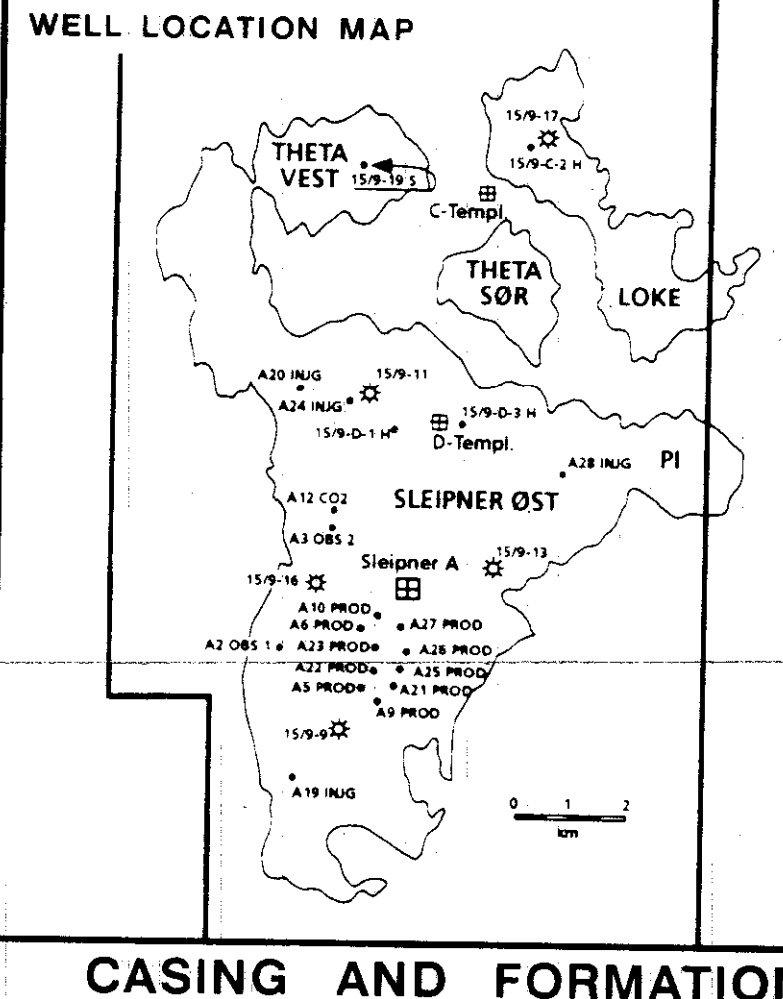 WELL LOCATION MAP
15/9-17
THETA
VEST
15/9-19 S
15/9-C-2 H
C-Templ.
THETA
SØR
LOKE
A20 INJG
15/9-11
A24 INJG
15/9-D-3 H
15/9-D-1 H
D-Templ.
A28 INJG
PI
A12 CO2
SLEIPNER ØST
A3 OBS 2
Sleipner A
15/9-13
15/9-16
A10 PROD
A6 PROD
A27 PROD
A2 OBS 1
A23 PROD
A26 PROD
A22 PROD
A25 PROD
A5 PROD
A21 PROD
A9 PROD
15/9-9
A19 INJG
0 1 2
km
CASING AND FORMATION